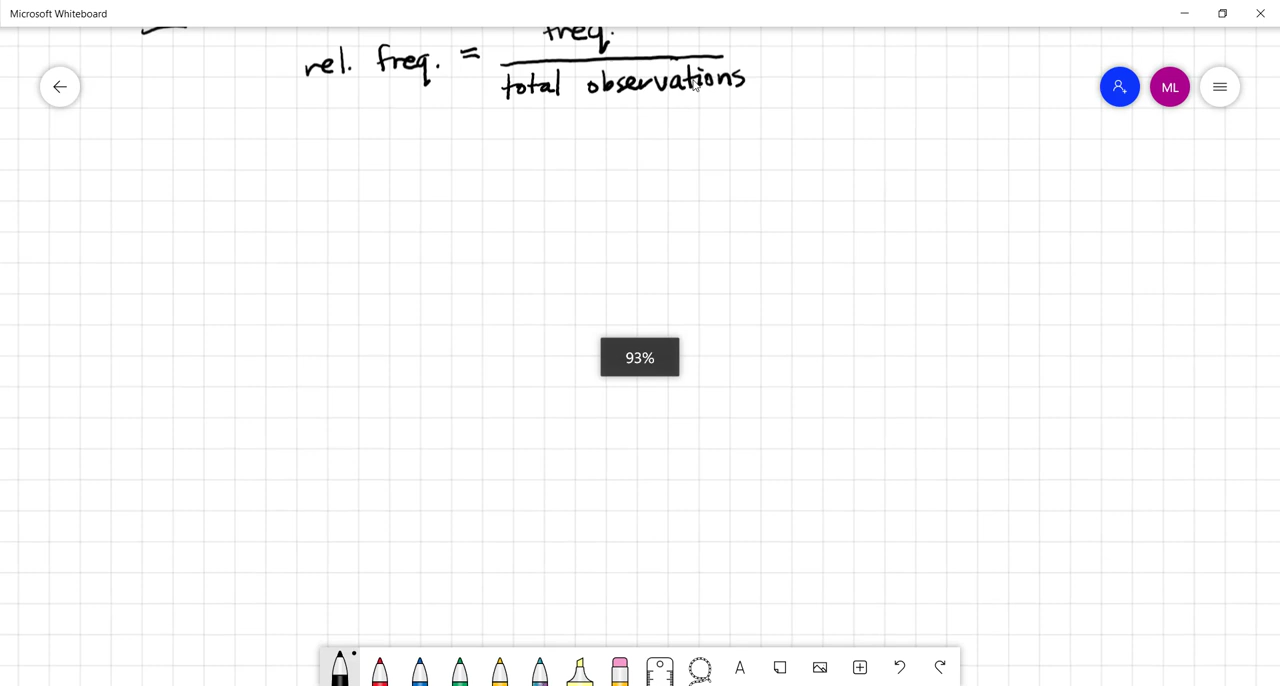 Microsoft Whiteboard
freq.
rel. freq. =
total observations
ML
93%
A